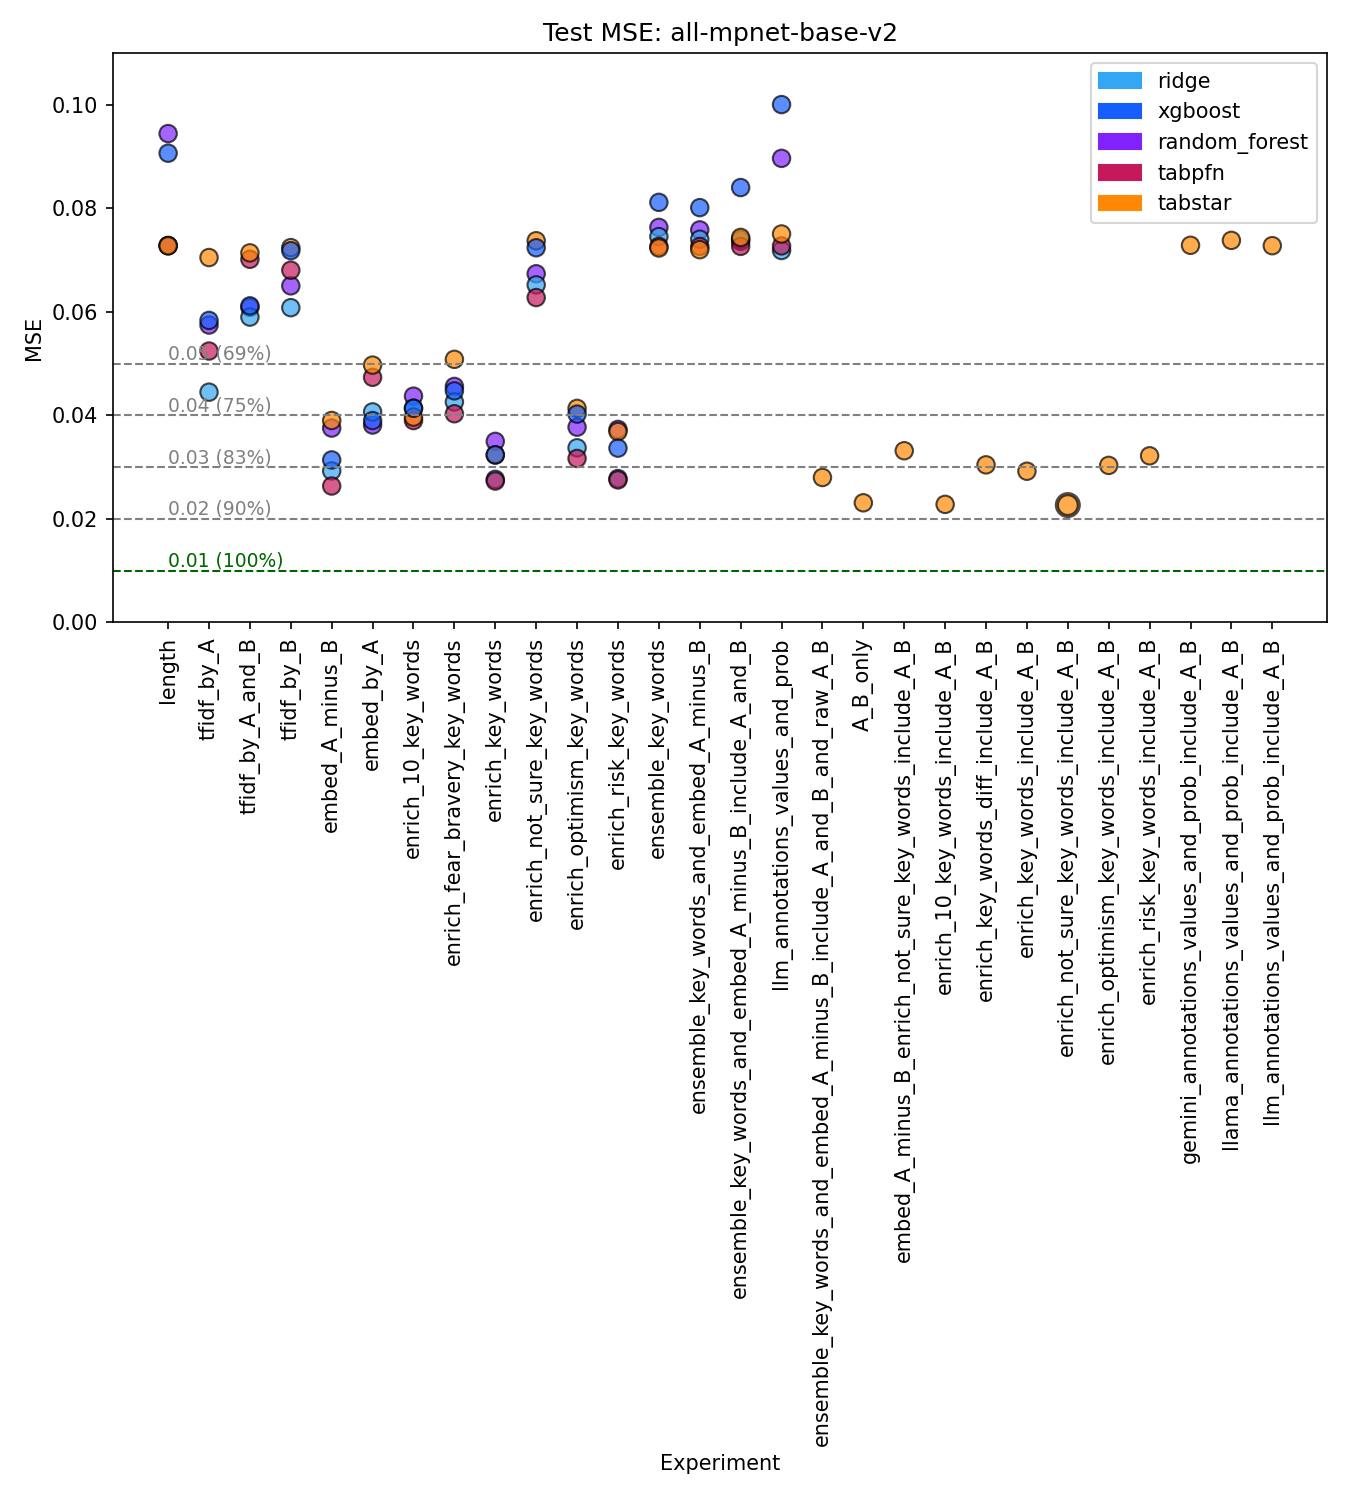 Test MSE: all-mpnet-base-v2
ridge
xgboost
random_forest
tabpfn
tabstar
MSE
0.10
0.08
0.06
0.04
0.02
0.00
0.05 (69%)
0.04 (75%)
0.03 (83%)
0.02 (90%)
0.01 (100%)
length
tfidf_by_A
tfidf_by_A_and_B
tfidf_by_B
embed_A_minus_B
embed_by_A
enrich_10_key_words
enrich_fear_bravery_key_words
enrich_key_words
enrich_not_sure_key_words
enrich_optimism_key_words
enrich_risk_key_words
ensemble_key_words
ensemble_key_words_and_embed_A_minus_B
ensemble_key_words_and_embed_A_minus_B_include_A_and_B
llm_annotations_values_and_prob
ensemble_key_words_and_embed_A_minus_B_include_A_and_B_and_raw_A_B
A_B_only
embed_A_minus_B_enrich_not_sure_key_words_include_A_B
enrich_10_key_words_include_A_B
enrich_key_words_diff_include_A_B
enrich_key_words_include_A_B
enrich_not_sure_key_words_include_A_B
enrich_optimism_key_words_include_A_B
enrich_risk_key_words_include_A_B
gemini_annotations_values_and_prob_include_A_B
llama_annotations_values_and_prob_include_A_B
llm_annotations_values_and_prob_include_A_B
Experiment